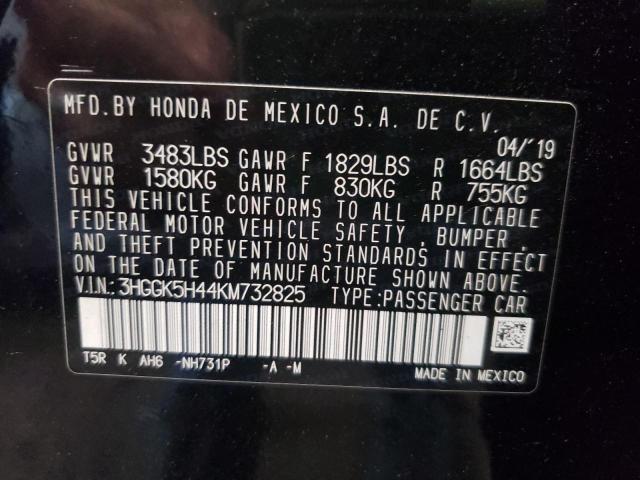 MFD.BY HONDA DE MEXICO S.A. DE C.V.
04/'19
GVWR 3483LBS GAWR F 1829LBS R 1664LBS
GVWR 1580KG GAWR F 830KG R 755KG
THIS VEHICLE CONFORMS TO ALL APPLICABLE
FEDERAL MOTOR VEHICLE SAFETY , BUMPER ,
AND THEFT PREVENTION STANDARDS IN EFFECT
ON THE DATE OF MANUFACTURE SHOWN ABOVE.
V.I.N.: 3HGGK5H44KM732825 TYPE:PASSENGER CAR
T5R K AH6 -NH731P -A -M
MADE IN MEXICO